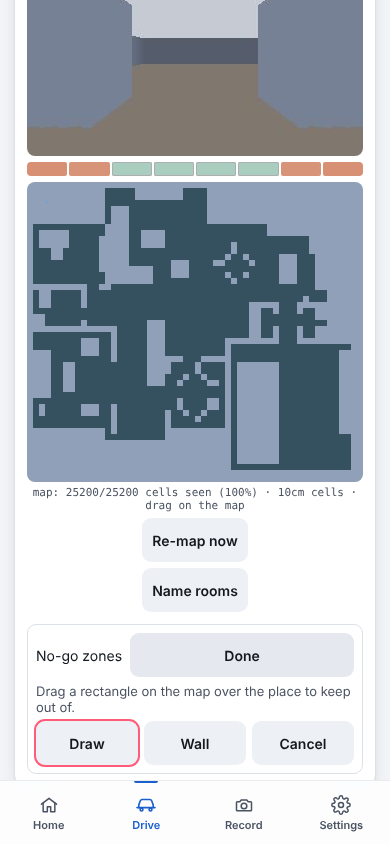 map: 25200/25200 cells seen (100%) · 10cm cells ·
drag on the map
Re-map now
Name rooms
No-go zones
Done
Drag a rectangle on the map over the place to keep
out of.
Draw
Wall
Cancel
Home
Drive
Record
Settings